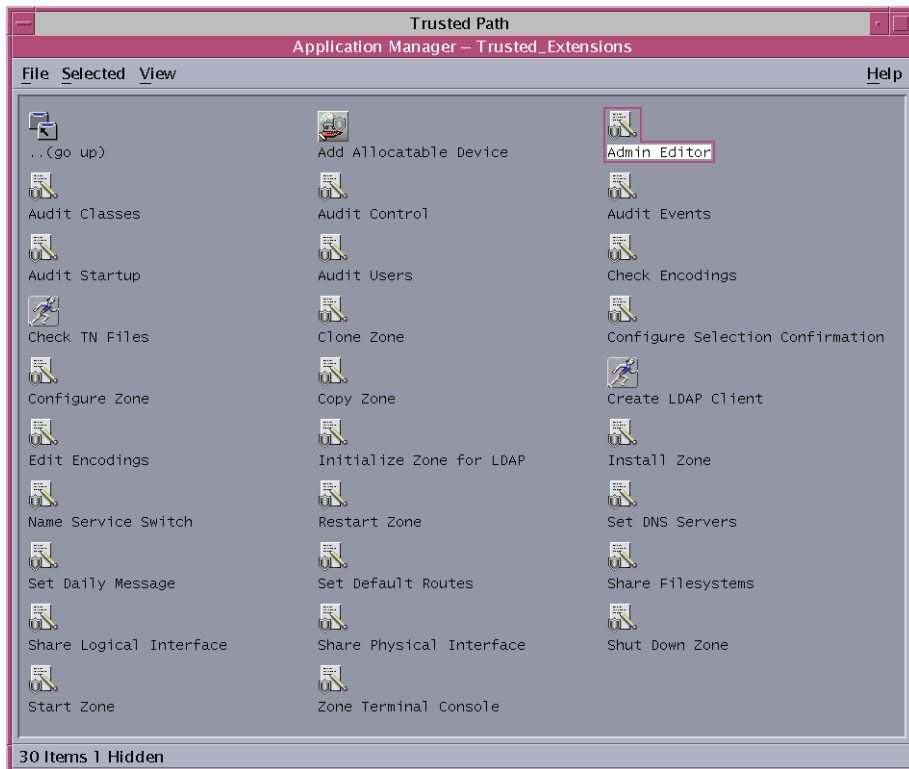 Trusted Path
Application Manager – Trusted_Extensions
File Selected View Help
..(go up) Add Allocatable Device Admin Editor
Audit Classes Audit Control Audit Events
Audit Startup Audit Users Check Encodings
Check TN Files Clone Zone Configure Selection Confirmation
Configure Zone Copy Zone Create LDAP Client
Edit Encodings Initialize Zone for LDAP Install Zone
Name Service Switch Restart Zone Set DNS Servers
Set Daily Message Set Default Routes Share Filesystems
Share Logical Interface Share Physical Interface Shut Down Zone
Start Zone Zone Terminal Console
30 Items 1 Hidden